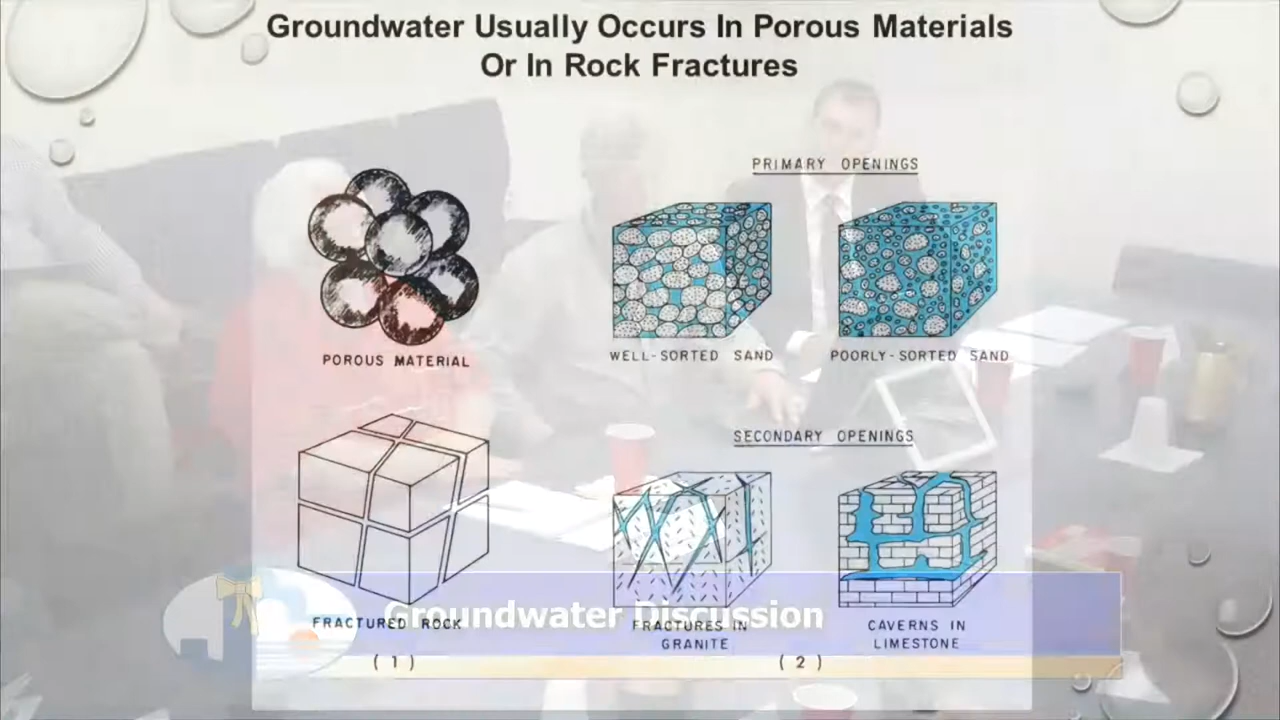 Groundwater Usually Occurs In Porous Materials
Or In Rock Fractures
PRIMARY OPENINGS
POROUS MATERIAL
WELL-SORTED SAND
POORLY-SORTED SAND
SECONDARY OPENINGS
Groundwater Discussion
FRACTURED ROCK
FRACTURES IN
GRANITE
CAVERNS IN
LIMESTONE
(1)
(2)